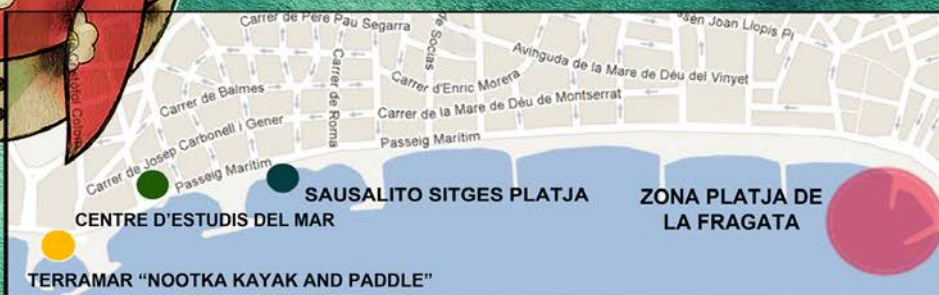 Carrer de Pere Pau Segarra
de Socias
ssèn Joan Llopis Pi
Avinguda de la Mare de Déu del Vinyet
Carrer d'Enric Morera
Carrer de Balmes
Carrer de Roma
Carrer de la Mare de Déu de Montserrat
Carrer de Josep Carbonell i Gener
Passeig Marítim
Passeig Marítim
SAUSALITO SITGES PLATJA
ZONA PLATJA DE
LA FRAGATA
CENTRE D'ESTUDIS DEL MAR
TERRAMAR “NOOTKA KAYAK AND PADDLE”